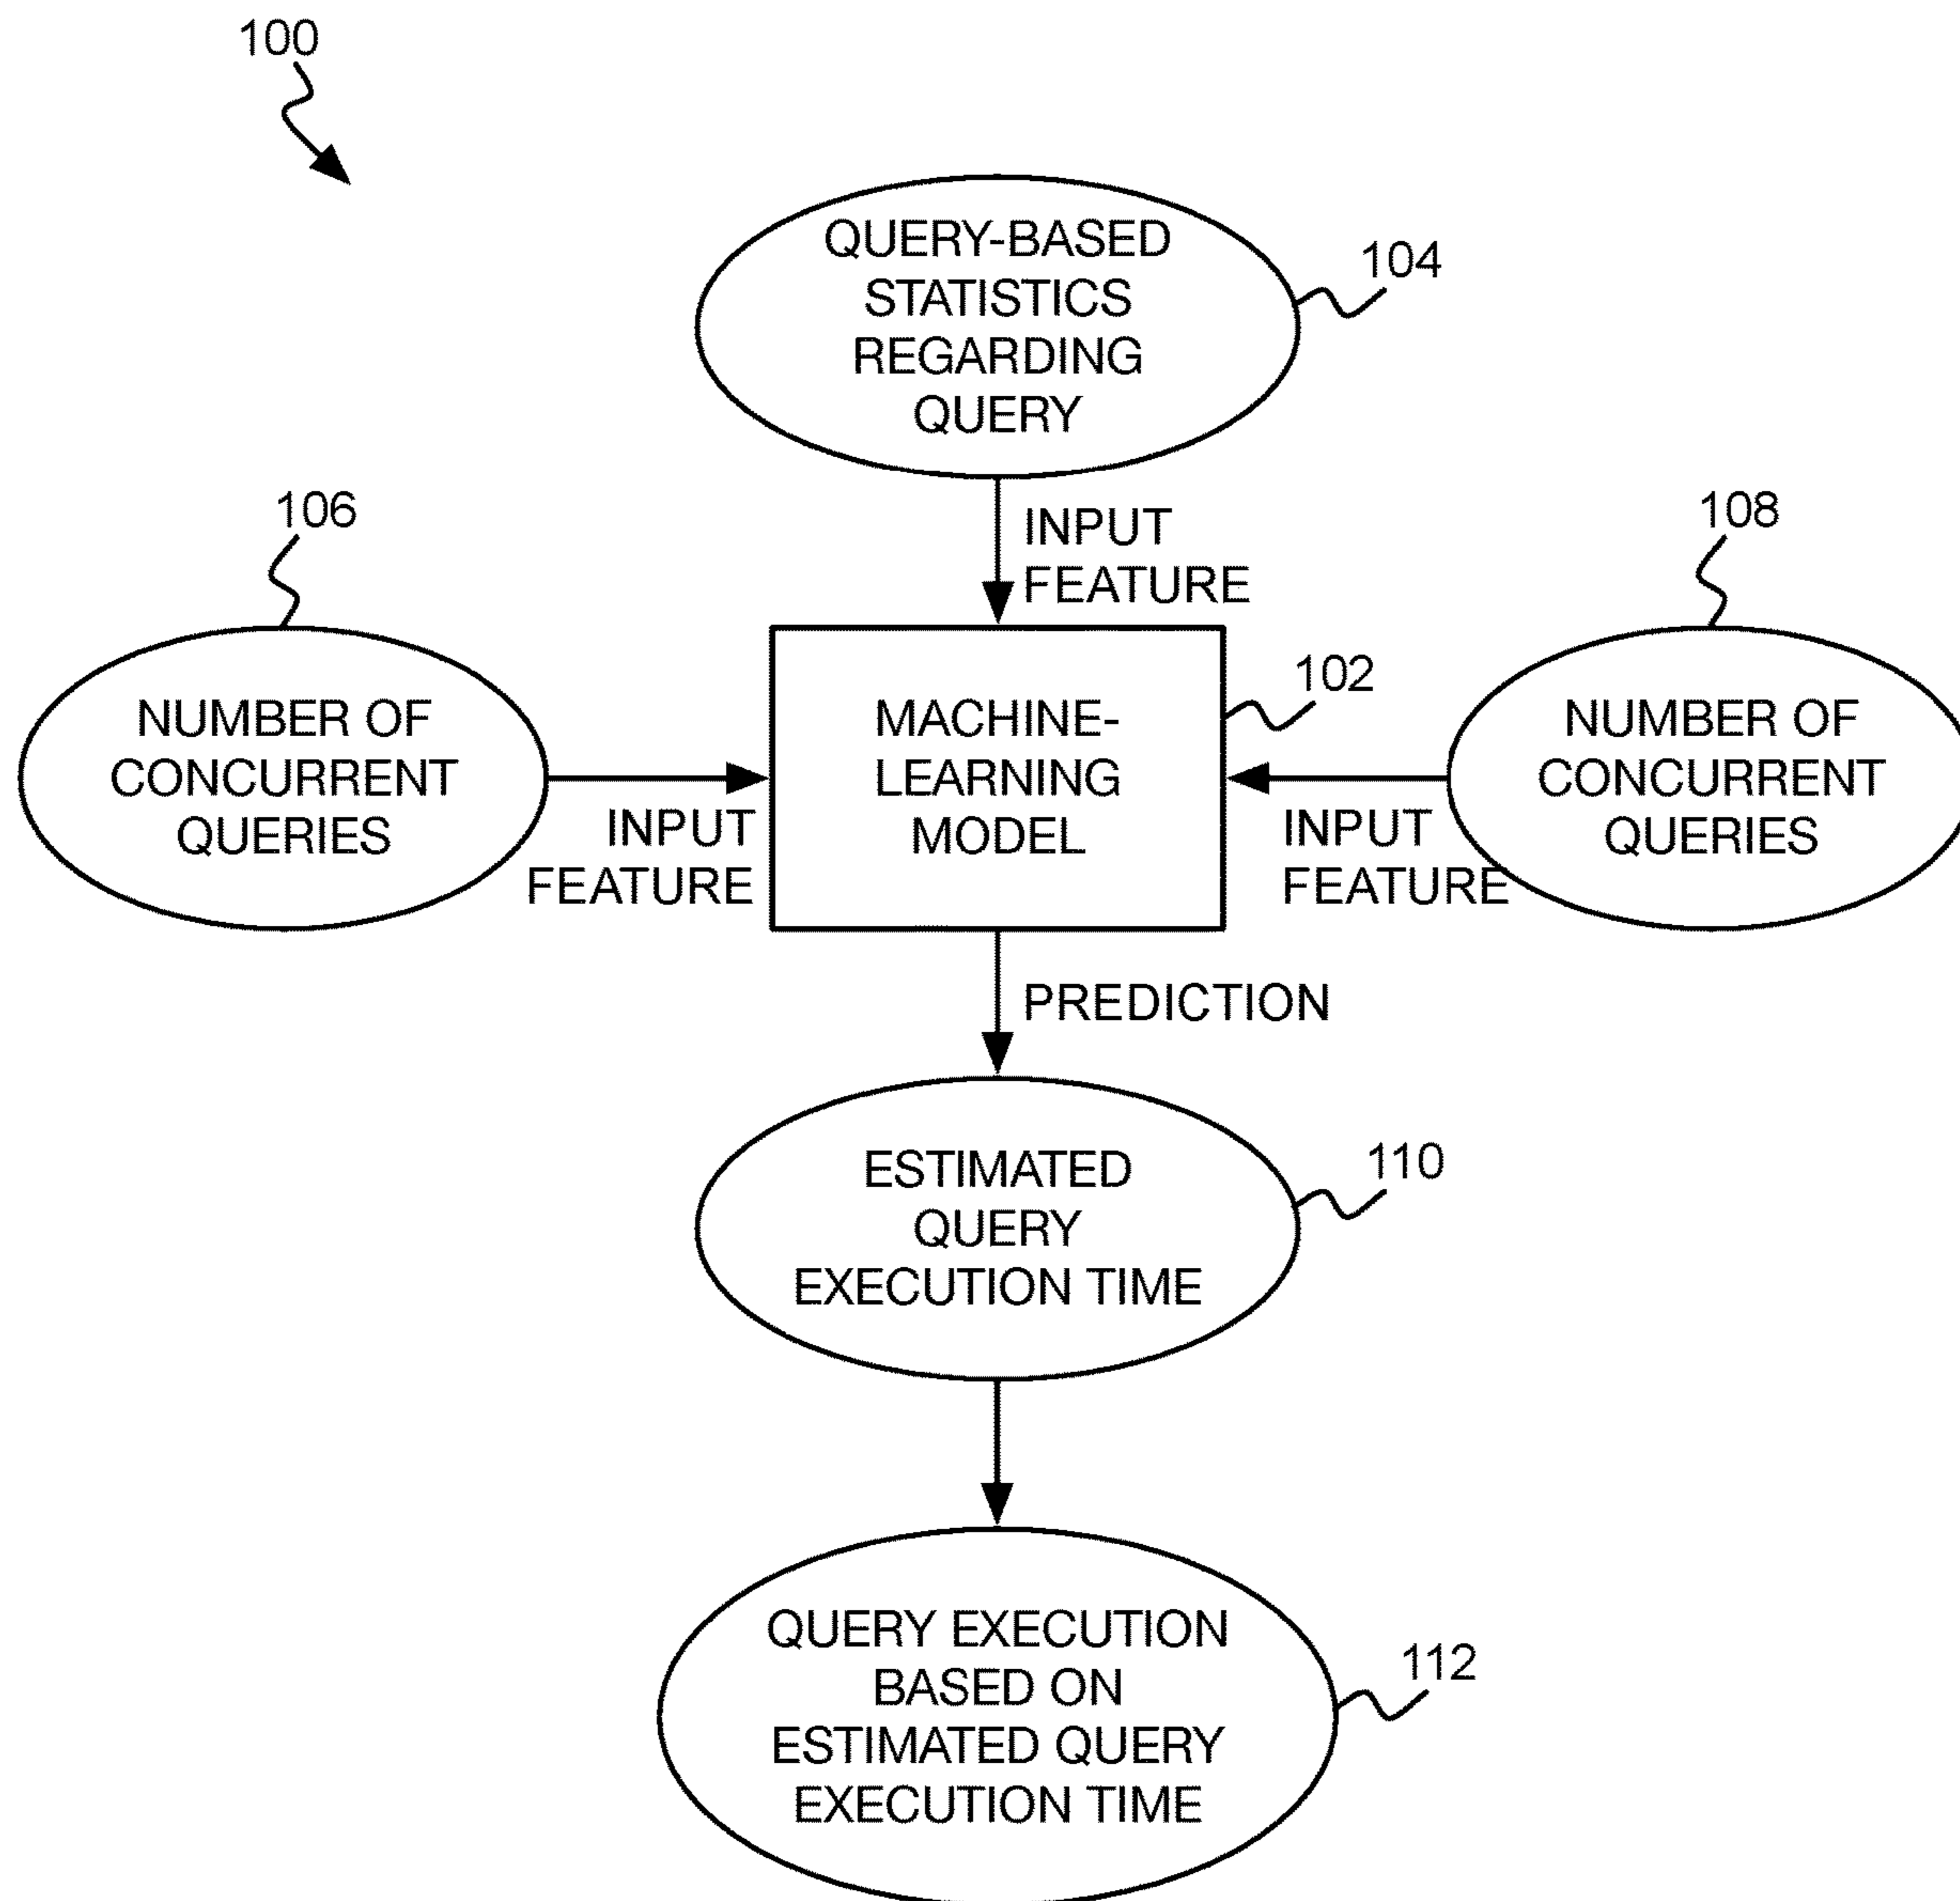 100
QUERY-BASED
STATISTICS
REGARDING
QUERY
104
INPUT
FEATURE
106
108
NUMBER OF
CONCURRENT
QUERIES
INPUT
FEATURE
MACHINE-
LEARNING
MODEL
102
INPUT
FEATURE
NUMBER OF
CONCURRENT
QUERIES
PREDICTION
ESTIMATED
QUERY
EXECUTION TIME
110
QUERY EXECUTION
BASED ON
ESTIMATED QUERY
EXECUTION TIME
112